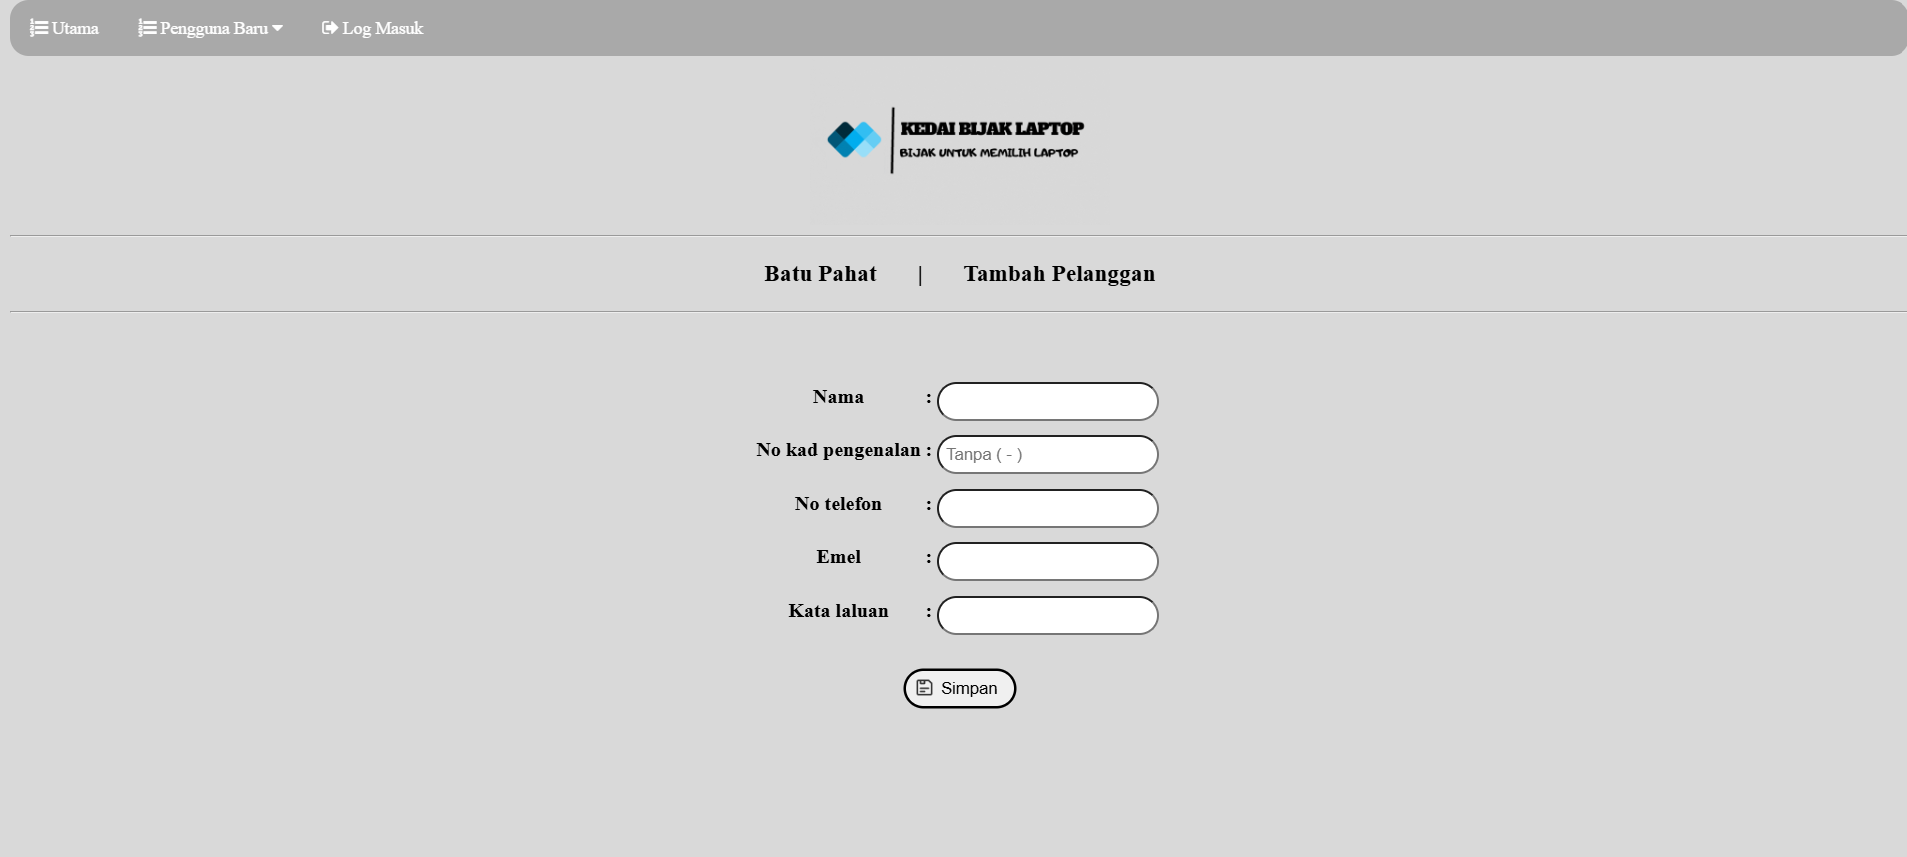 Utama Pengguna Baru Log Masuk
KEDAI BIJAK LAPTOP
BIJAK UNTUK MEMILIH LAPTOP
Batu Pahat | Tambah Pelanggan
Nama :
No kad pengenalan : Tanpa ( - )
No telefon :
Emel :
Kata laluan :
Simpan